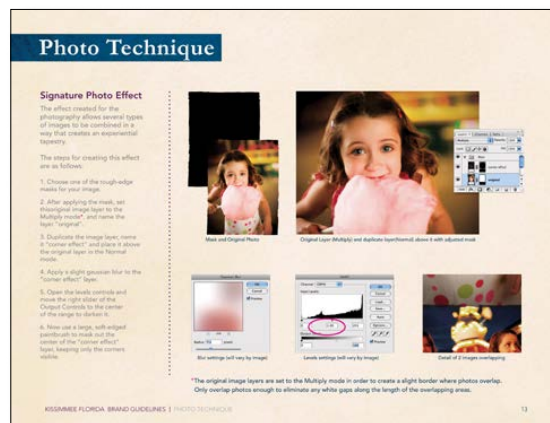 Photo Technique
Signature Photo Effect
The effect created for the
photography allows several types
of images to be combined in a
way that creates an experiential
tapestry.
The steps for creating this effect
are as follows:
1. Choose one of the rough-edge
masks for your image.
2. After applying the mask, set
this original image layer to the
Multiply mode*, and name the
layer "original".
3. Duplicate the image layer, name
it "corner effect" and place it above
the original layer in the Normal
mode.
4. Apply a slight gaussian blur to the
"corner effect" layer.
5. Open the levels controls and
move the right slider of the
Output Controls to the center
of the range to darken it.
6. Now use a large, soft-edged
paintbrush to mask out the
center of the "corner effect"
layer, keeping only the corners
visible.
Mask and Original Photo
Original Layer (Multiply) and duplicate layer(Normal) above it with adjusted mask
Multiply
corner effect
original
Blur settings (will vary by image)
Levels settings (will vary by image)
Detail of 2 images overlapping
*The original image layers are set to the Multiply mode in order to create a slight border where photos overlap.
Only overlap photos enough to eliminate any white gaps along the length of the overlapping areas.
KISSIMMEE FLORIDA BRAND GUIDELINES | PHOTO TECHNIQUE
13